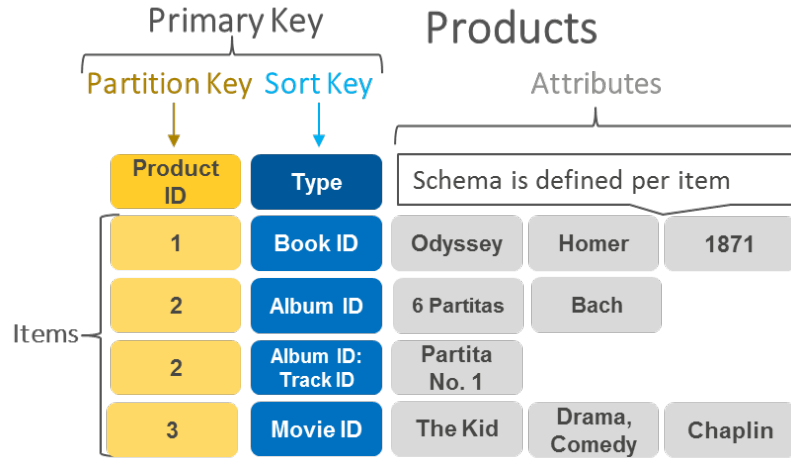 Primary Key
Products
Partition Key
Sort Key
Attributes
Product
ID
Type
Schema is defined per item
Items
1
Book ID
Odyssey
Homer
1871
2
Album ID
6 Partitas
Bach
2
Album ID:
Track ID
Partita
No. 1
3
Movie ID
The Kid
Drama,
Comedy
Chaplin